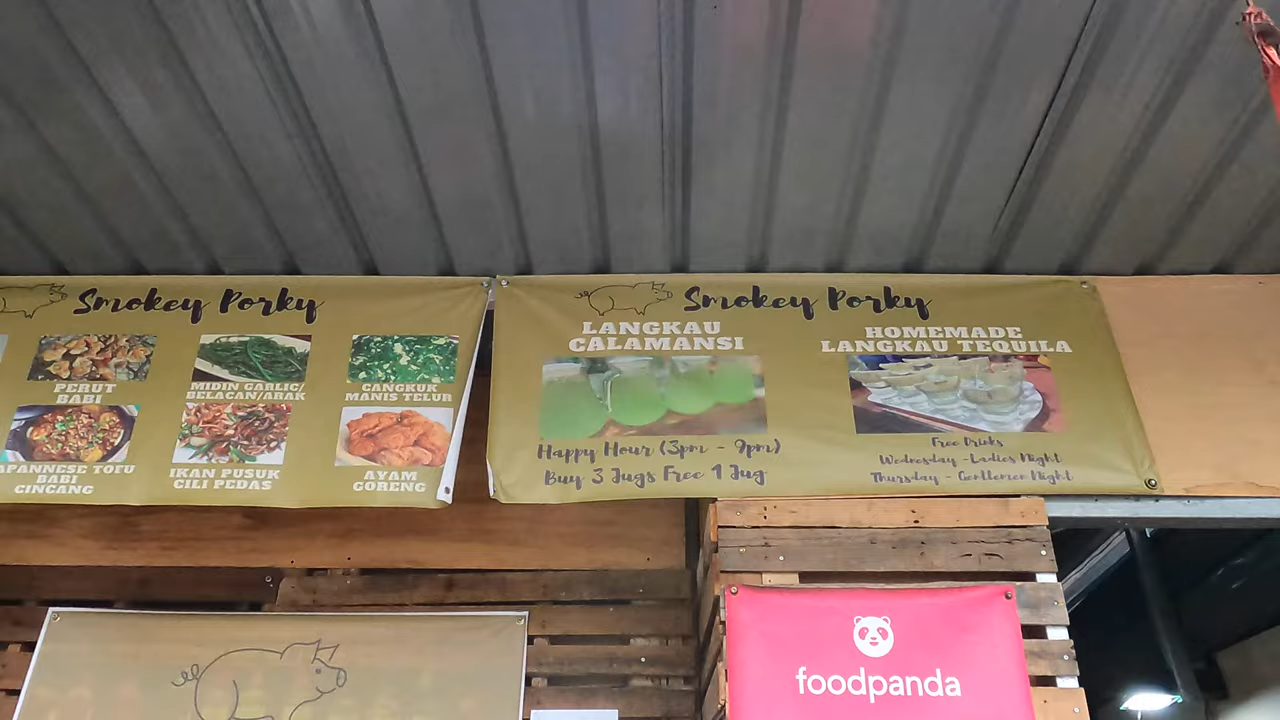 Smokey Porky
PERUT
BABI
MIDIN GARLIC/
BELACAN/ARAK
CANGKUK
MANIS TELUR
TOFU
BABI
CINCANG
IKAN PUSUK
CILI PEDAS
AYAM
GORENG
Smokey Porky
LANGKAU
CALAMANSI
Happy Hour (3pm - 9pm)
Buy 3 Jugs Free 1 Jug
HOMEMADE
LANGKAU TEQUILA
Free Drinks
Wednesday - Ladies Night
Thursday - Gentlemen Night
foodpanda